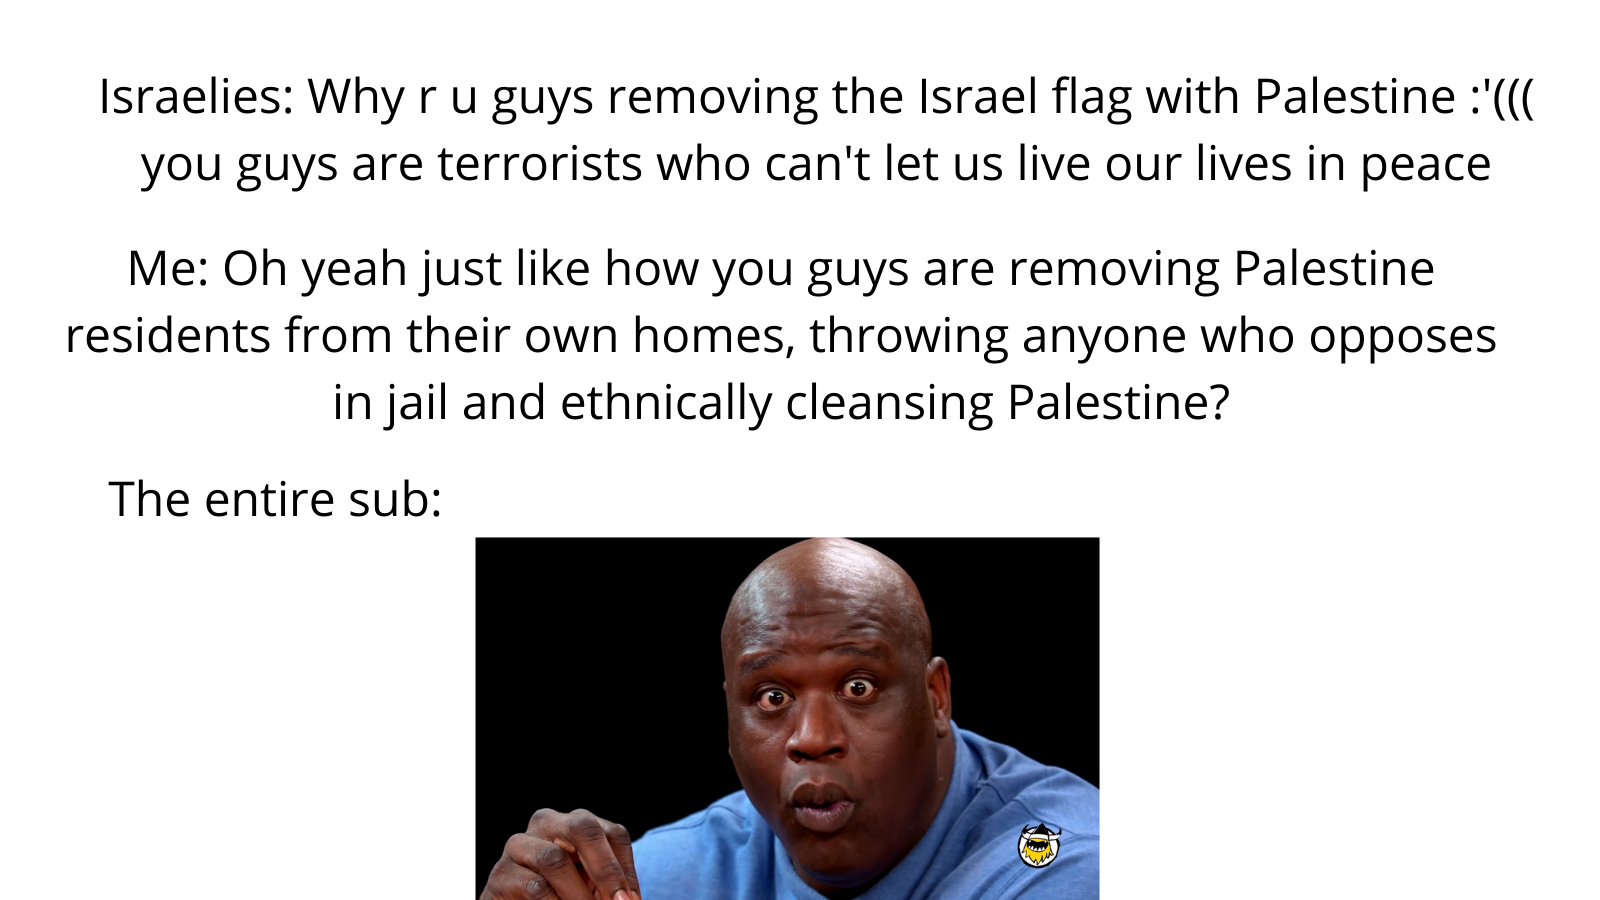 Israelies: Why r u guys removing the Israel flag with Palestine :'(((
you guys are terrorists who can't let us live our lives in peace
Me: Oh yeah just like how you guys are removing Palestine
residents from their own homes, throwing anyone who opposes
in jail and ethnically cleansing Palestine?
The entire sub: